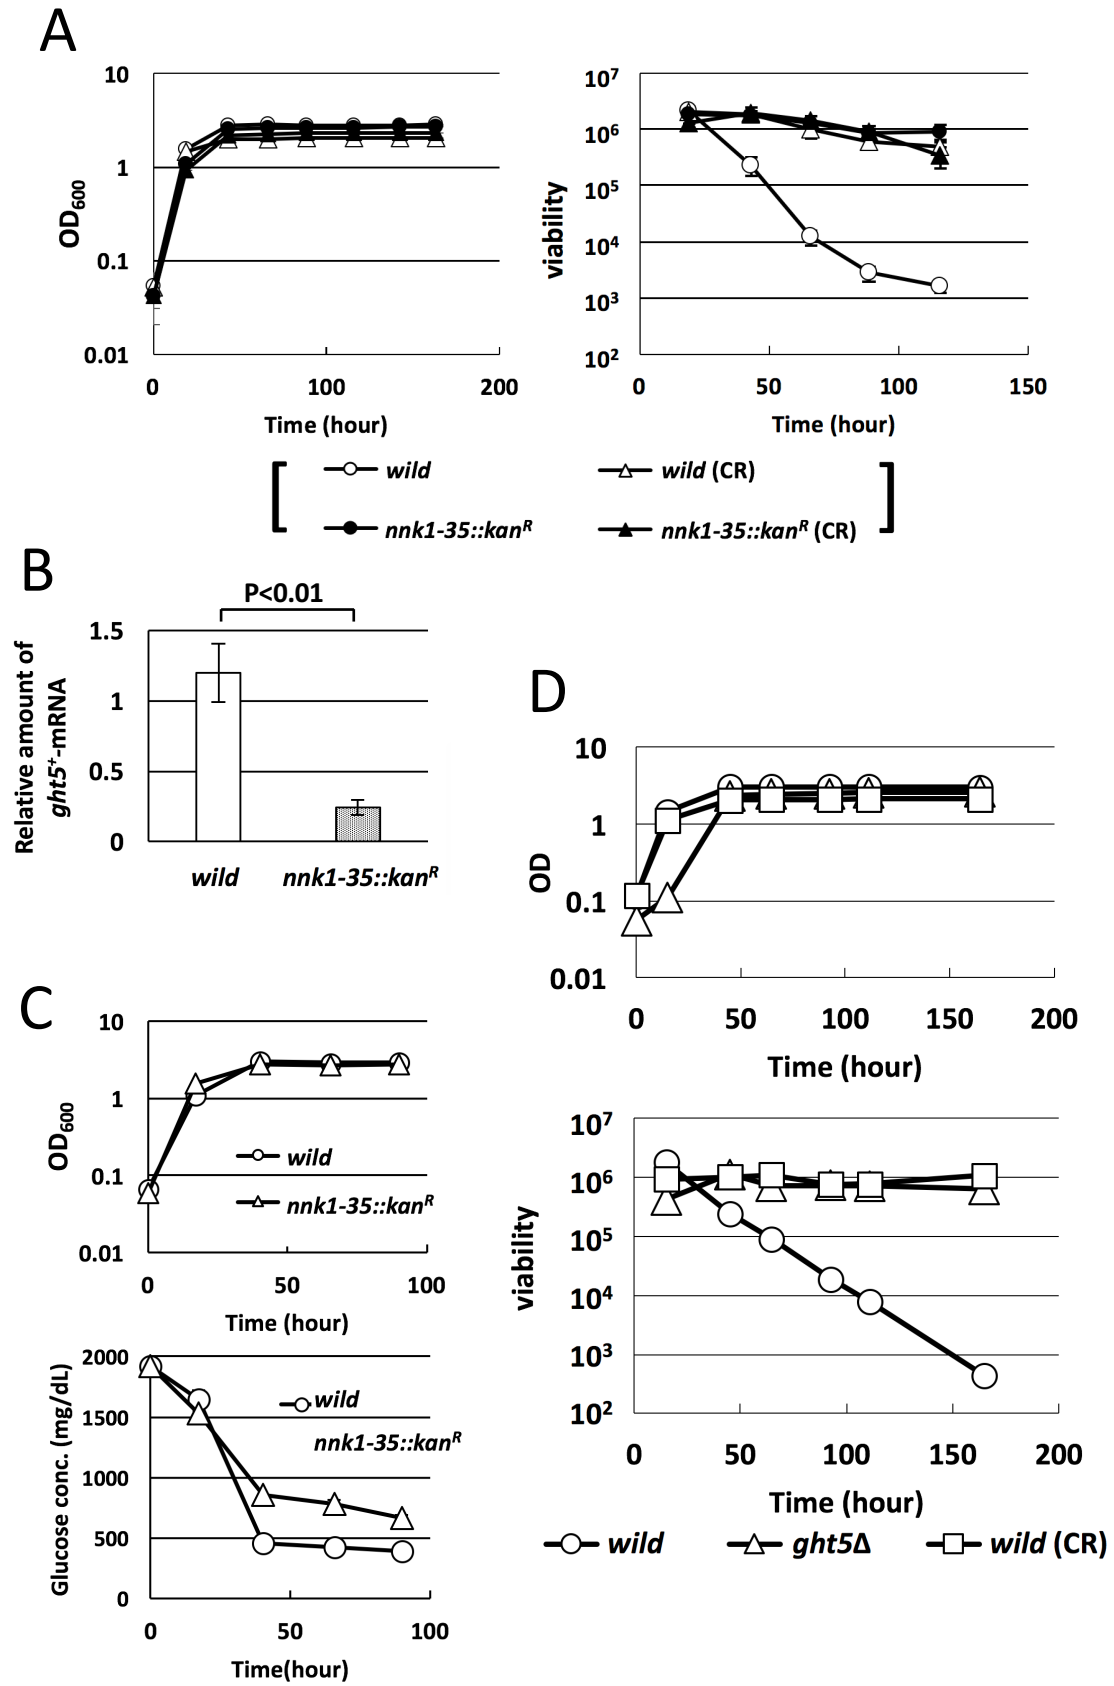 A
10
1
0.1
0.01
OD600
0
100
200
Time (hour)
10^7
10^6
10^5
10^4
10^3
10^2
viability
0
50
100
150
Time (hour)
wild
wild (CR)
nnk1-35::kan^R
nnk1-35::kan^R (CR)
B
P<0.01
1.5
1
0.5
0
Relative amount of
ght5^+-mRNA
wild
nnk1-35::kan^R
C
10
1
0.1
0.01
OD600
wild
nnk1-35::kan^R
0
50
100
Time (hour)
2000
1500
1000
500
0
Glucose conc. (mg/dL)
wild
nnk1-35::kan^R
0
50
100
Time(hour)
D
10
1
0.1
0.01
OD
0
50
100
150
200
Time (hour)
10^7
10^6
10^5
10^4
10^3
10^2
viability
0
50
100
150
200
Time (hour)
wild
ght5Δ
wild (CR)